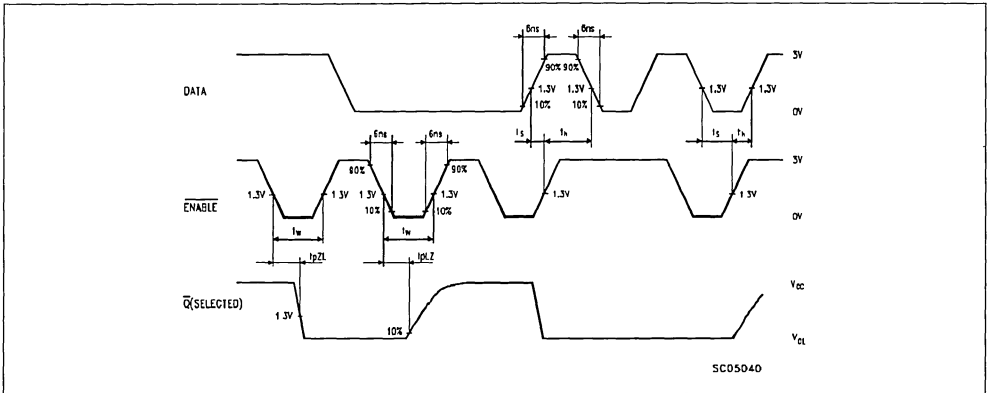 6ns 6ns
DATA
90% 90%
3V
1.3V 1.3V 1.3V 1.3V
10% 10%
0V
ts th ts th
6ns 6ns
ENABLE
90%
3V
1.3V 1.3V 1.3V 1.3V 1.3V 1.3V
10% 10%
0V
tw tw
tpZL tpLZ
Q(SELECTED)
VCC
1.3V
10%
VOL
SC05040